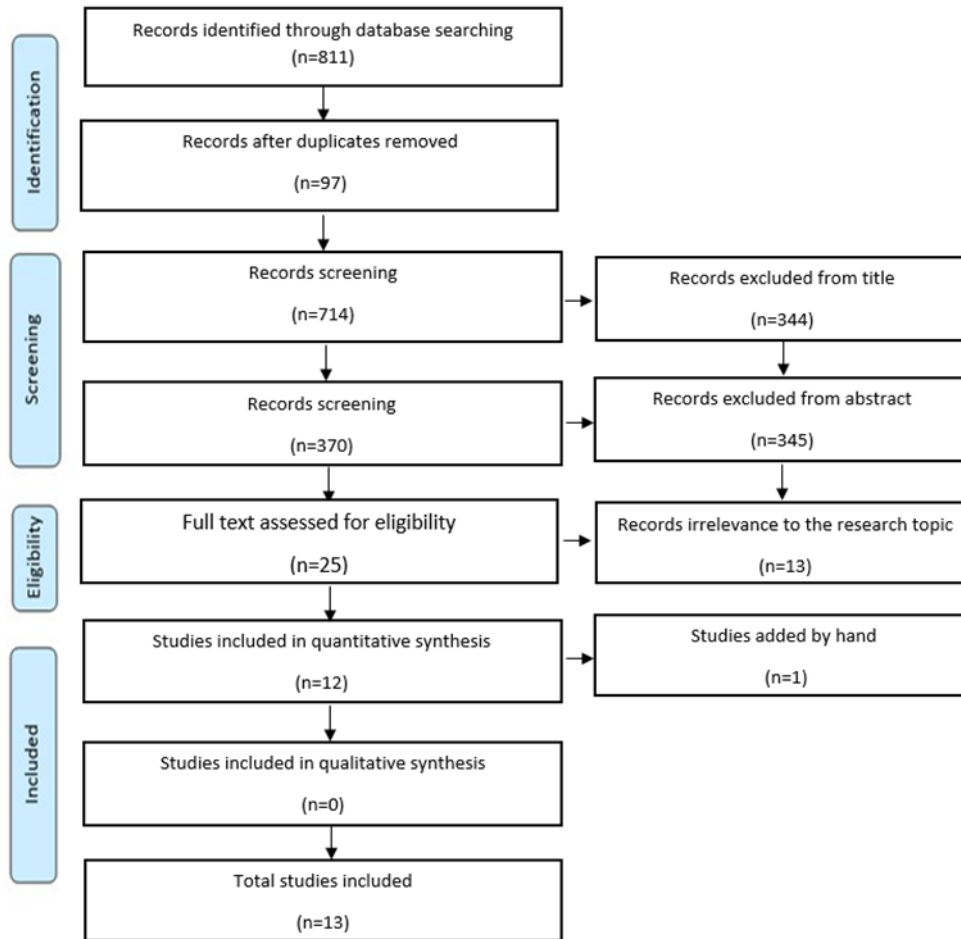 Identification
Records identified through database searching
(n=811)
Records after duplicates removed
(n=97)
Screening
Records screening
(n=714)
Records excluded from title
(n=344)
Records screening
(n=370)
Records excluded from abstract
(n=345)
Eligibility
Full text assessed for eligibility
(n=25)
Records irrelevance to the research topic
(n=13)
Included
Studies included in quantitative synthesis
(n=12)
Studies added by hand
(n=1)
Studies included in qualitative synthesis
(n=0)
Total studies included
(n=13)